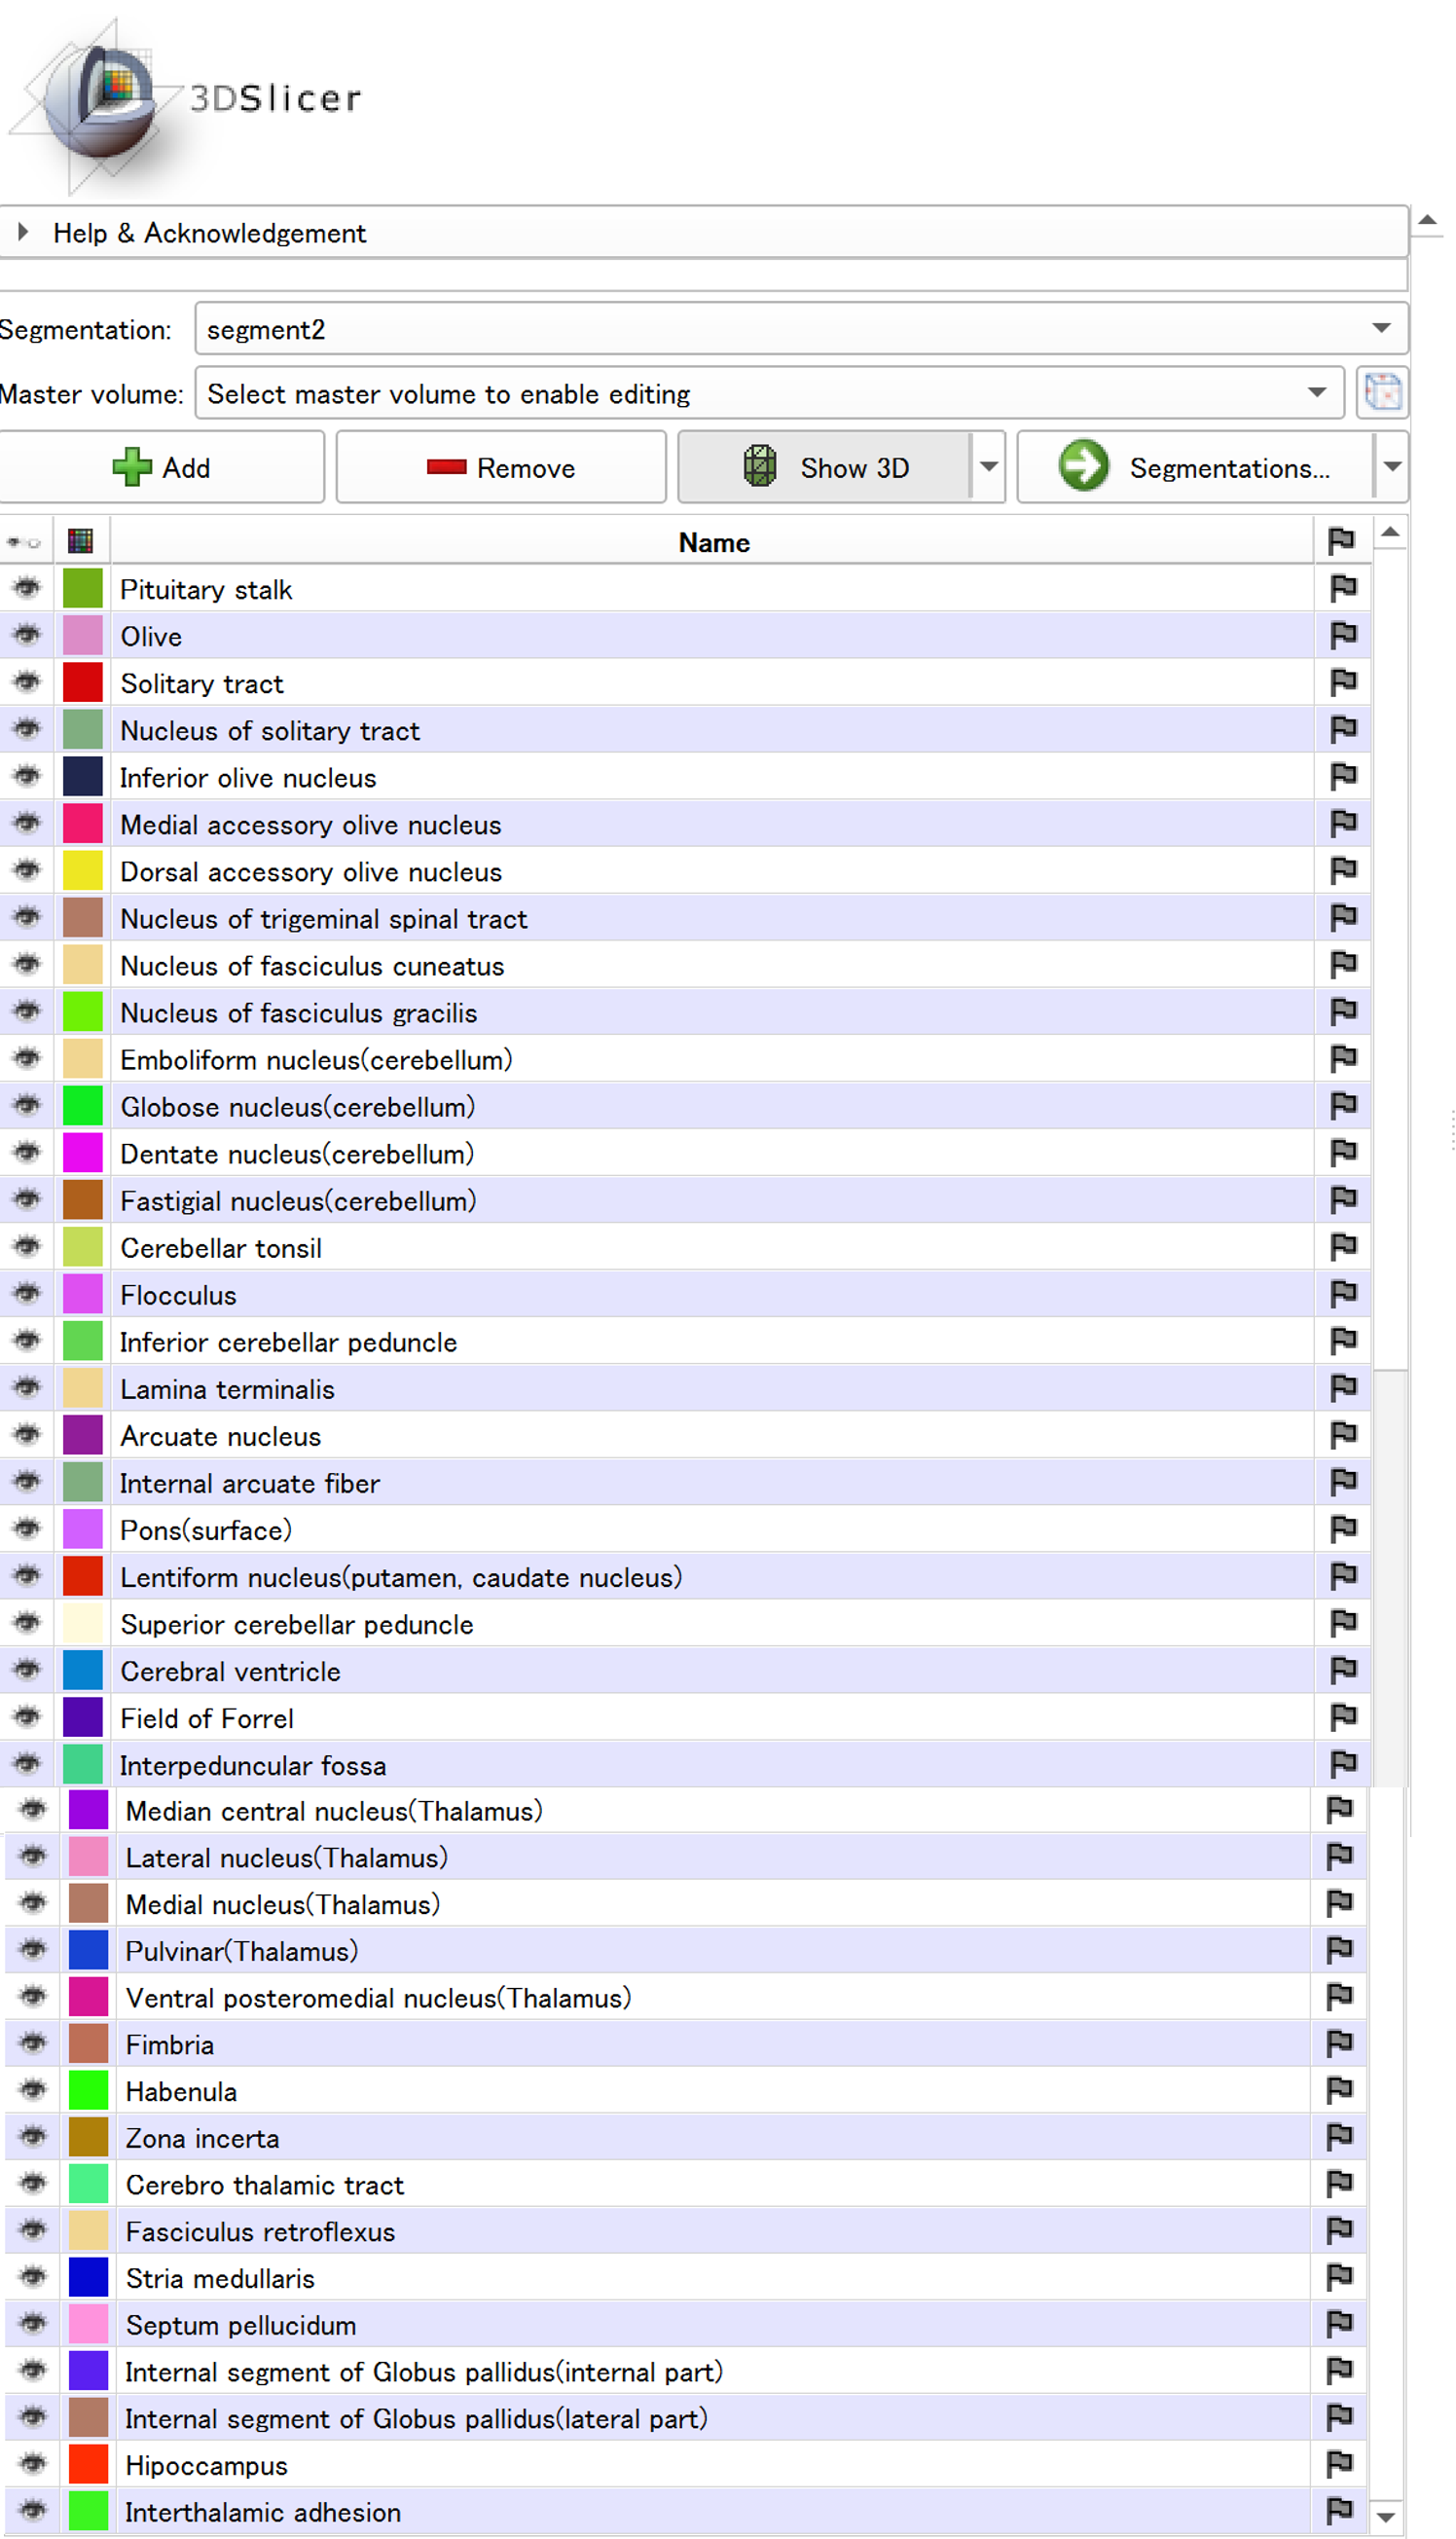 3DSlicer
Help & Acknowledgement
Segmentation: segment2
Master volume: Select master volume to enable editing
Add Remove Show 3D Segmentations...
Name
Pituitary stalk
Olive
Solitary tract
Nucleus of solitary tract
Inferior olive nucleus
Medial accessory olive nucleus
Dorsal accessory olive nucleus
Nucleus of trigeminal spinal tract
Nucleus of fasciculus cuneatus
Nucleus of fasciculus gracilis
Emboliform nucleus(cerebellum)
Globose nucleus(cerebellum)
Dentate nucleus(cerebellum)
Fastigial nucleus(cerebellum)
Cerebellar tonsil
Flocculus
Inferior cerebellar peduncle
Lamina terminalis
Arcuate nucleus
Internal arcuate fiber
Pons(surface)
Lentiform nucleus(putamen, caudate nucleus)
Superior cerebellar peduncle
Cerebral ventricle
Field of Forrel
Interpeduncular fossa
Median central nucleus(Thalamus)
Lateral nucleus(Thalamus)
Medial nucleus(Thalamus)
Pulvinar(Thalamus)
Ventral posteromedial nucleus(Thalamus)
Fimbria
Habenula
Zona incerta
Cerebro thalamic tract
Fasciculus retroflexus
Stria medullaris
Septum pellucidum
Internal segment of Globus pallidus(internal part)
Internal segment of Globus pallidus(lateral part)
Hipoccampus
Interthalamic adhesion